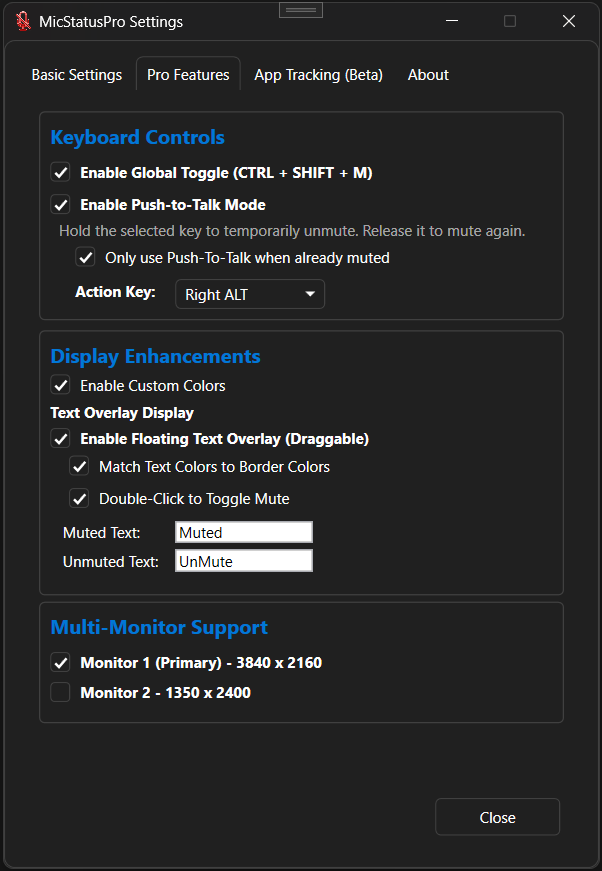 MicStatusPro Settings
Basic Settings Pro Features App Tracking (Beta) About
Keyboard Controls
Enable Global Toggle (CTRL + SHIFT + M)
Enable Push-to-Talk Mode
Hold the selected key to temporarily unmute. Release it to mute again.
Only use Push-To-Talk when already muted
Action Key: Right ALT
Display Enhancements
Enable Custom Colors
Text Overlay Display
Enable Floating Text Overlay (Draggable)
Match Text Colors to Border Colors
Double-Click to Toggle Mute
Muted Text: Muted
Unmuted Text: UnMute
Multi-Monitor Support
Monitor 1 (Primary) - 3840 x 2160
Monitor 2 - 1350 x 2400
Close